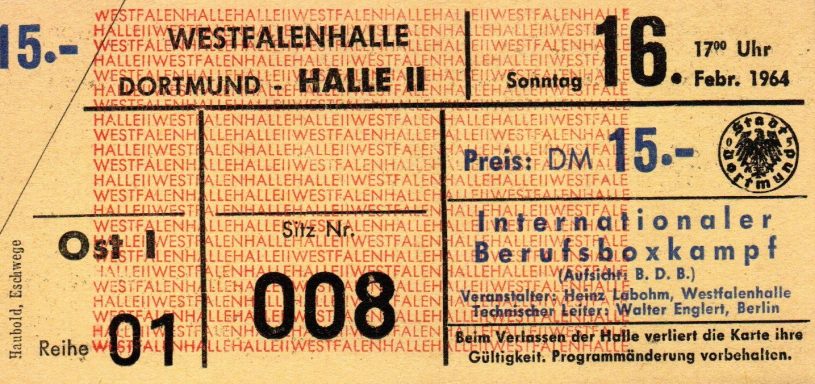 15.-
WESTFALENHALLE
DORTMUND - HALLE II
Sonntag 16. 17⁰⁰ Uhr
Febr. 1964
Preis: DM 15.-
Stadt Dortmund
Ost I
Sitz Nr.
008
Reihe 01
Internationaler
Berufsboxkampf
(Aufsicht: B. D. B.)
Veranstalter: Heinz Labohm, Westfalenhalle
Technischer Leiter: Walter Englert, Berlin
Beim Verlassen der Halle verliert die Karte ihre
Gültigkeit. Programmänderung vorbehalten.
Haubold, Eschwege